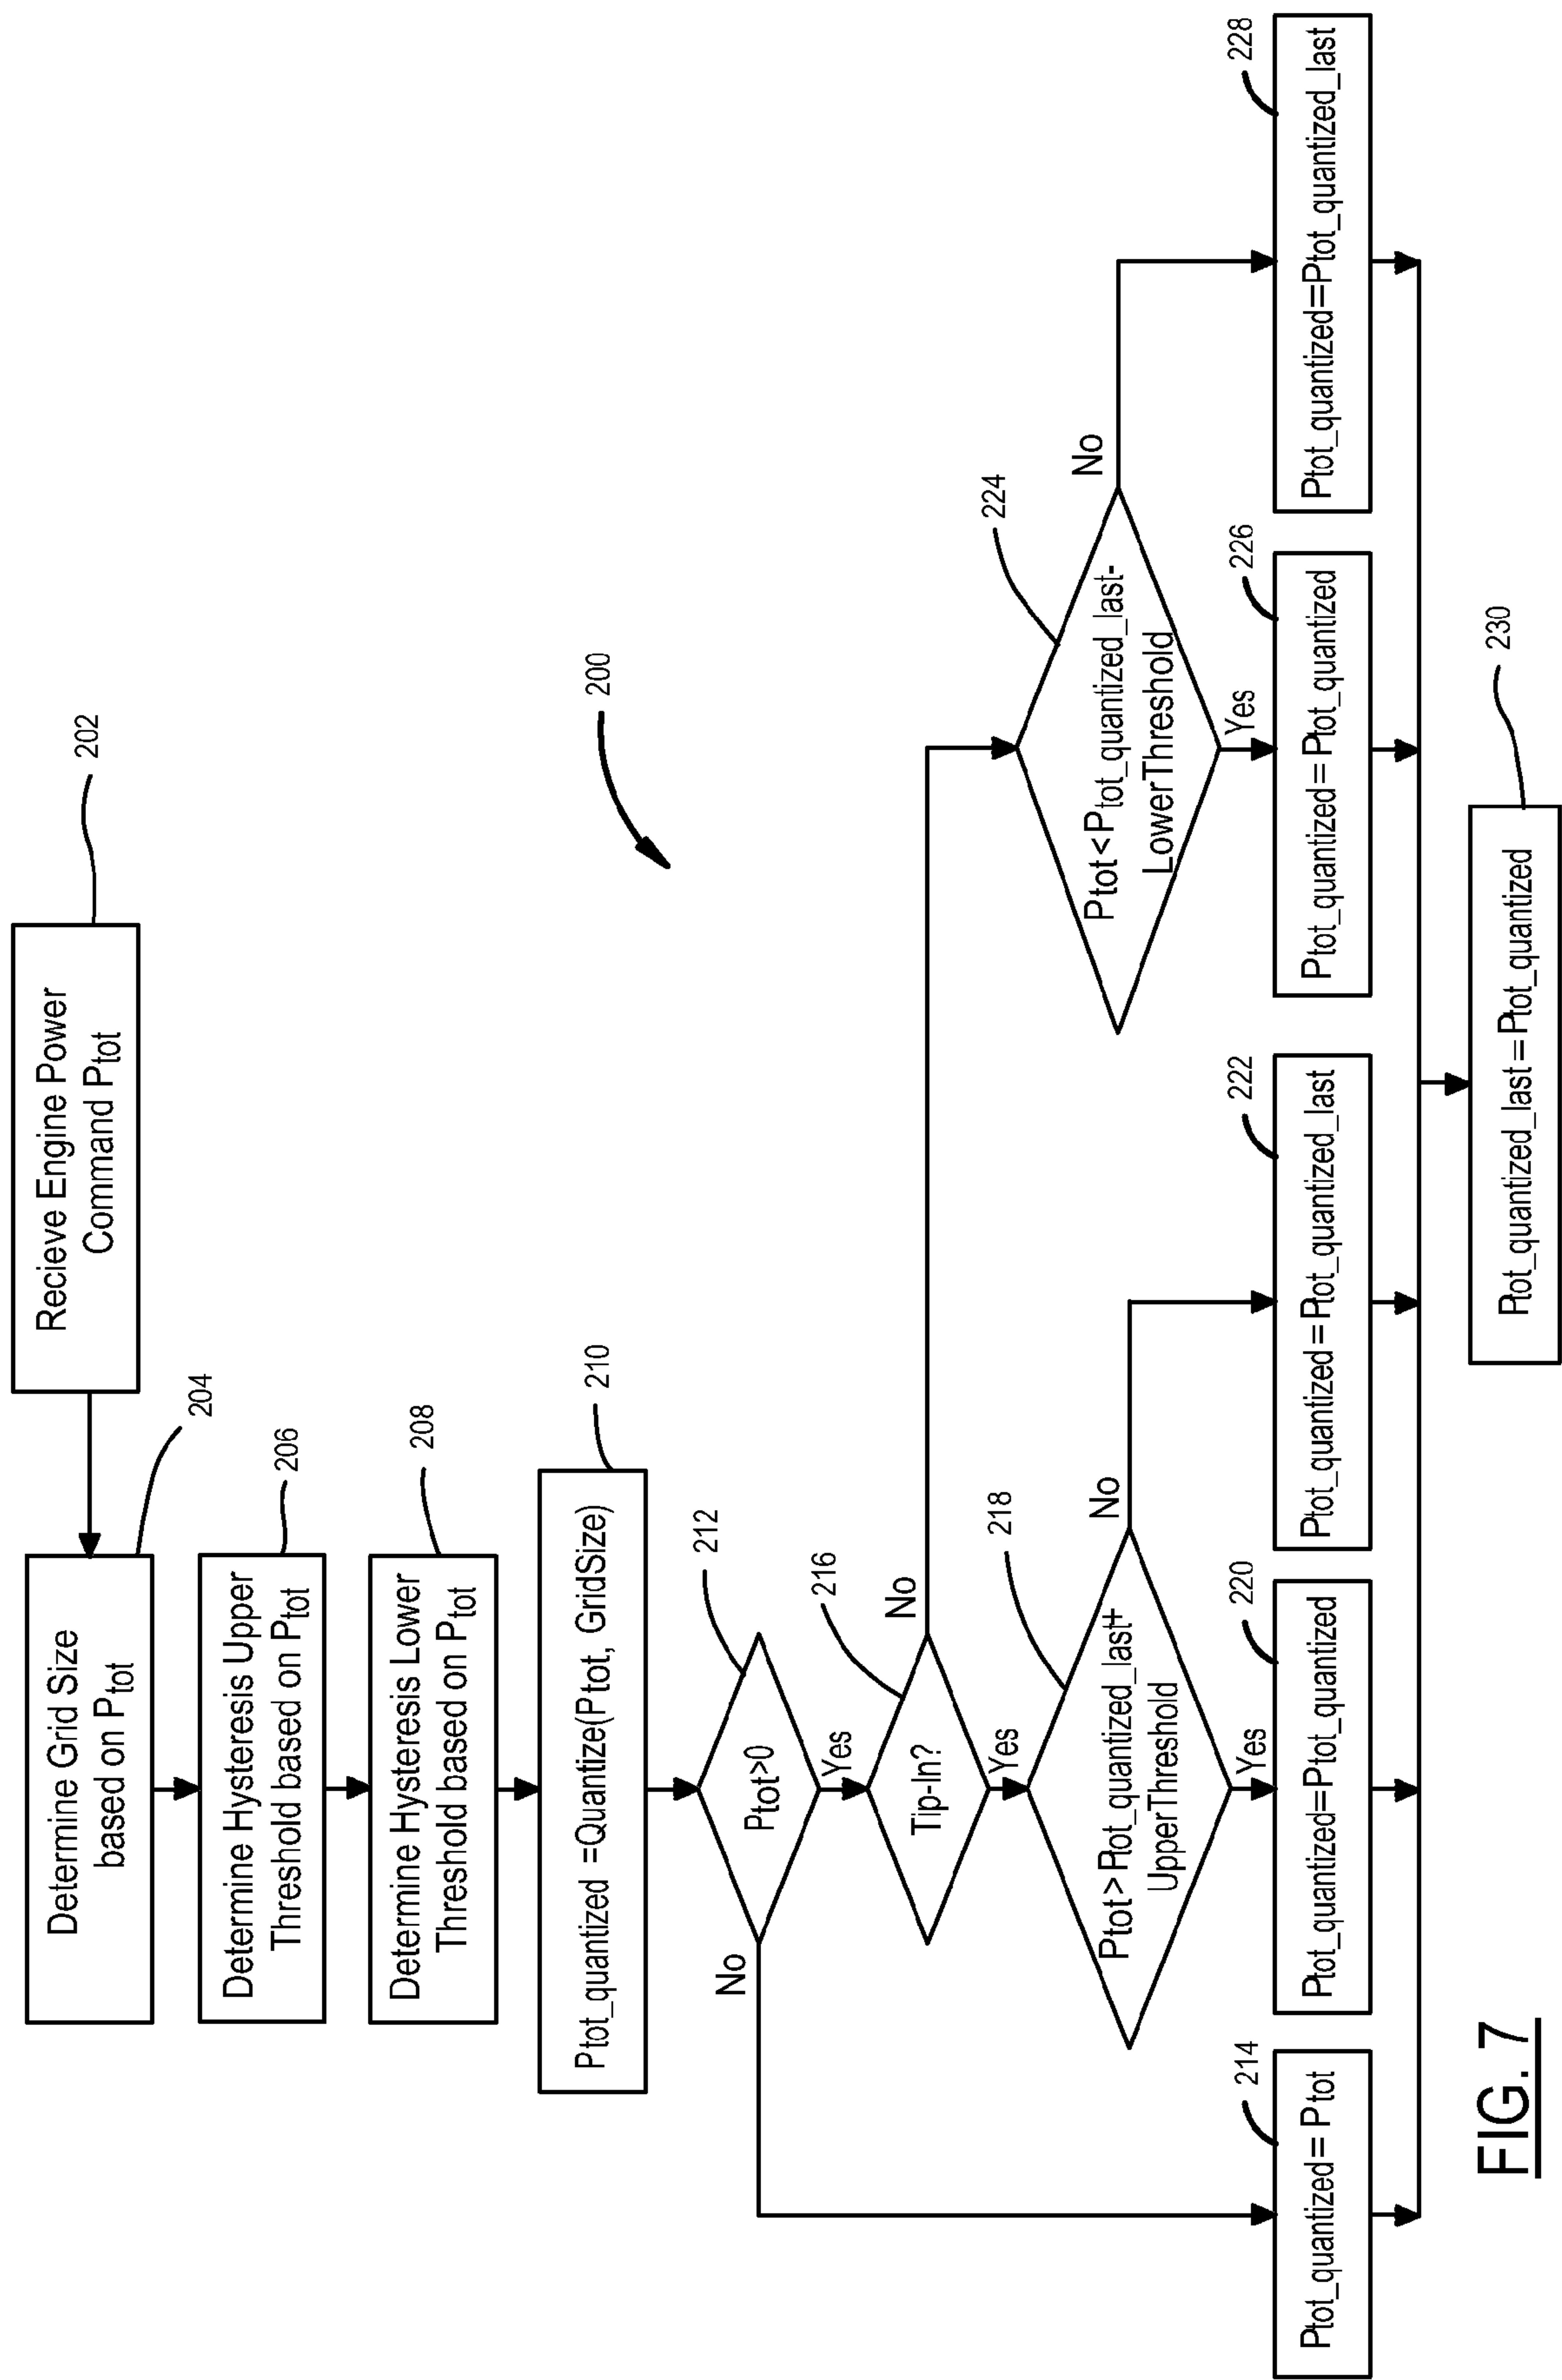 Recieve Engine Power
Command Ptot
202
Determine Grid Size
based on Ptot
204
Determine Hysteresis Upper
Threshold based on Ptot
206
Determine Hysteresis Lower
Threshold based on Ptot
208
Ptot_quantized =Quantize(Ptot, GridSize)
210
200
Ptot>0
212
No
Yes
Tip-In?
216
No
Yes
Ptot>Ptot_quantized_last+
UpperThreshold
218
No
Yes
Ptot<Ptot_quantized_last-
LowerThreshold
224
No
Yes
Ptot_quantized= Ptot
214
Ptot_quantized=Ptot_quantized
220
Ptot_quantized=Ptot_quantized_last
222
Ptot_quantized= Ptot_quantized
226
Ptot_quantized=Ptot_quantized_last
228
Ptot_quantized_last=Ptot_quantized
230
FIG. 7